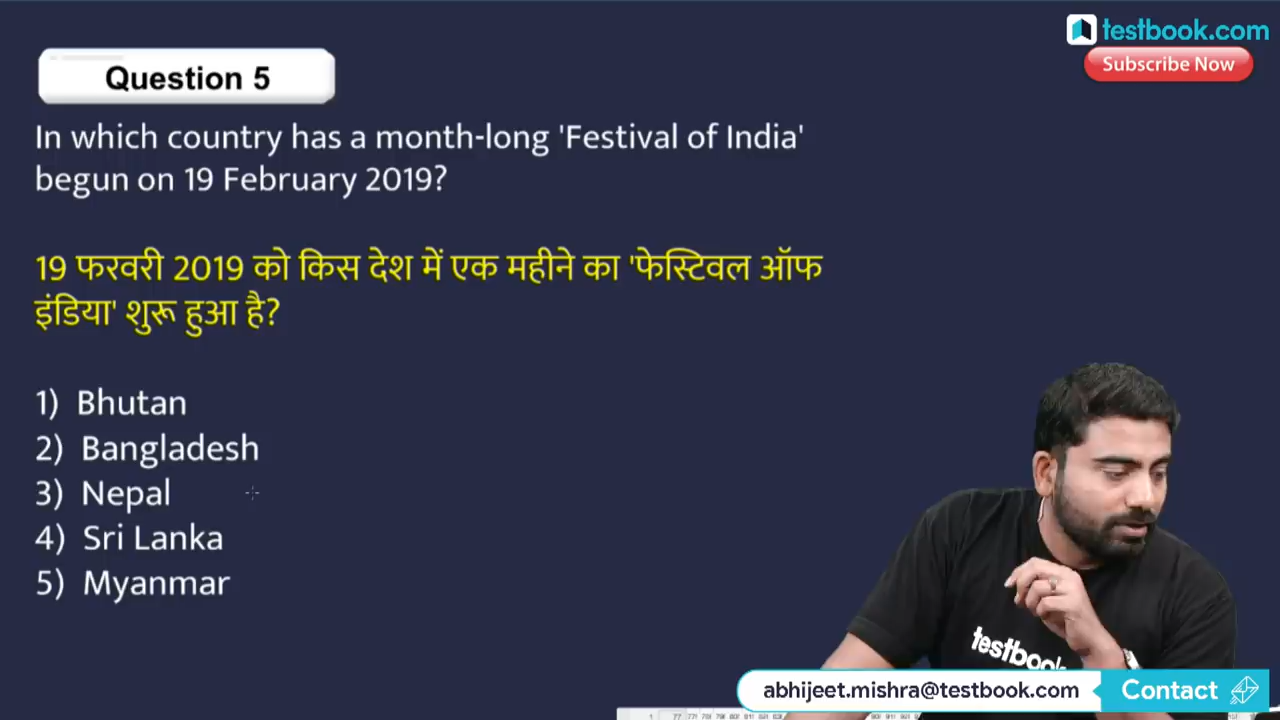 testbook.com
Subscribe Now
Question 5
In which country has a month-long 'Festival of India'
begun on 19 February 2019?
19 फरवरी 2019 को किस देश में एक महीने का 'फेस्टिवल ऑफ
इंडिया' शुरू हुआ है?
1) Bhutan
2) Bangladesh
3) Nepal
4) Sri Lanka
5) Myanmar
testbook
abhijeet.mishra@testbook.com
Contact